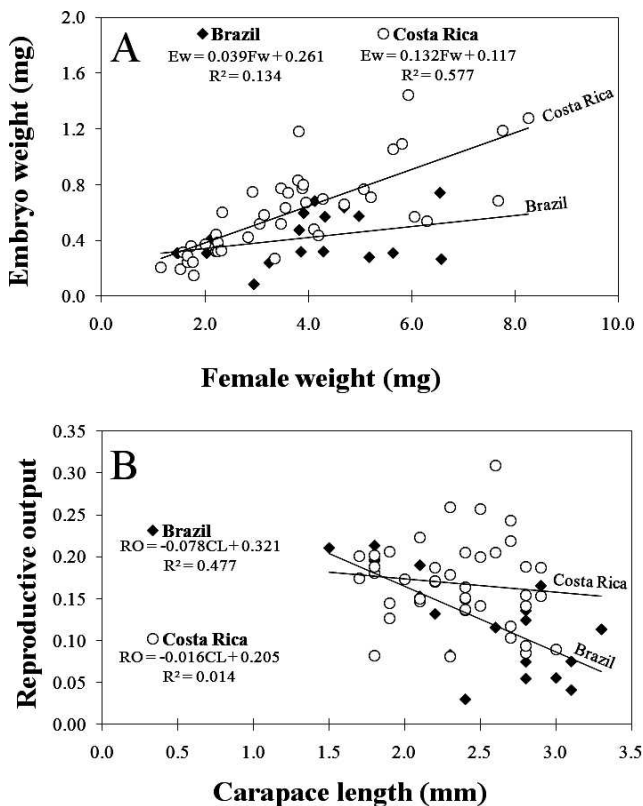 A
Brazil
Ew = 0.039Fw + 0.261
R² = 0.134
Costa Rica
Ew = 0.132Fw + 0.117
R² = 0.577
Embryo weight (mg)
1.8
1.5
1.2
0.9
0.6
0.4
0.0
Costa Rica
Brazil
0.0 2.0 4.0 6.0 8.0 10.0
Female weight (mg)
B
Reproductive output
0.35
0.30
0.25
0.20
0.15
0.10
0.05
0.00
Brazil
RO = -0.078CL + 0.321
R² = 0.477
Costa Rica
RO = -0.016CL + 0.205
R² = 0.014
Costa Rica
Brazil
0.0 0.5 1.0 1.5 2.0 2.5 3.0 3.5
Carapace length (mm)